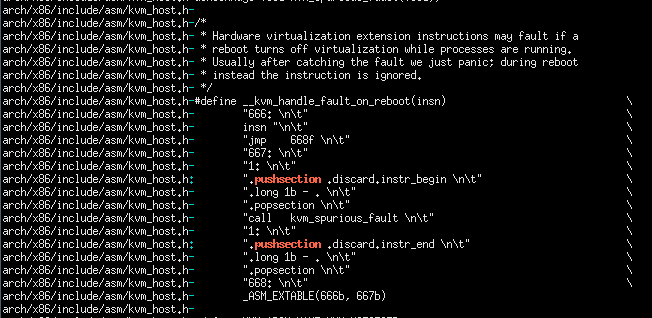 arch/x86/include/asm/kvm_host.h-
arch/x86/include/asm/kvm_host.h-/*
arch/x86/include/asm/kvm_host.h- * Hardware virtualization extension instructions may fault if a
arch/x86/include/asm/kvm_host.h- * reboot turns off virtualization while processes are running.
arch/x86/include/asm/kvm_host.h- * Usually after catching the fault we just panic; during reboot
arch/x86/include/asm/kvm_host.h- * instead the instruction is ignored.
arch/x86/include/asm/kvm_host.h- */
arch/x86/include/asm/kvm_host.h-#define __kvm_handle_fault_on_reboot(insn) \
arch/x86/include/asm/kvm_host.h- "666: \n\t" \
arch/x86/include/asm/kvm_host.h- insn "\n\t" \
arch/x86/include/asm/kvm_host.h- "jmp 668f \n\t" \
arch/x86/include/asm/kvm_host.h- "667: \n\t" \
arch/x86/include/asm/kvm_host.h- "1: \n\t" \
arch/x86/include/asm/kvm_host.h: ".pushsection .discard.instr_begin \n\t" \
arch/x86/include/asm/kvm_host.h- ".long 1b - . \n\t" \
arch/x86/include/asm/kvm_host.h- ".popsection \n\t" \
arch/x86/include/asm/kvm_host.h- "call kvm_spurious_fault \n\t" \
arch/x86/include/asm/kvm_host.h- "1: \n\t" \
arch/x86/include/asm/kvm_host.h: ".pushsection .discard.instr_end \n\t" \
arch/x86/include/asm/kvm_host.h- ".long 1b - . \n\t" \
arch/x86/include/asm/kvm_host.h- ".popsection \n\t" \
arch/x86/include/asm/kvm_host.h- "668: \n\t" \
arch/x86/include/asm/kvm_host.h- _ASM_EXTABLE(666b, 667b)
arch/x86/include/asm/kvm_host.h-